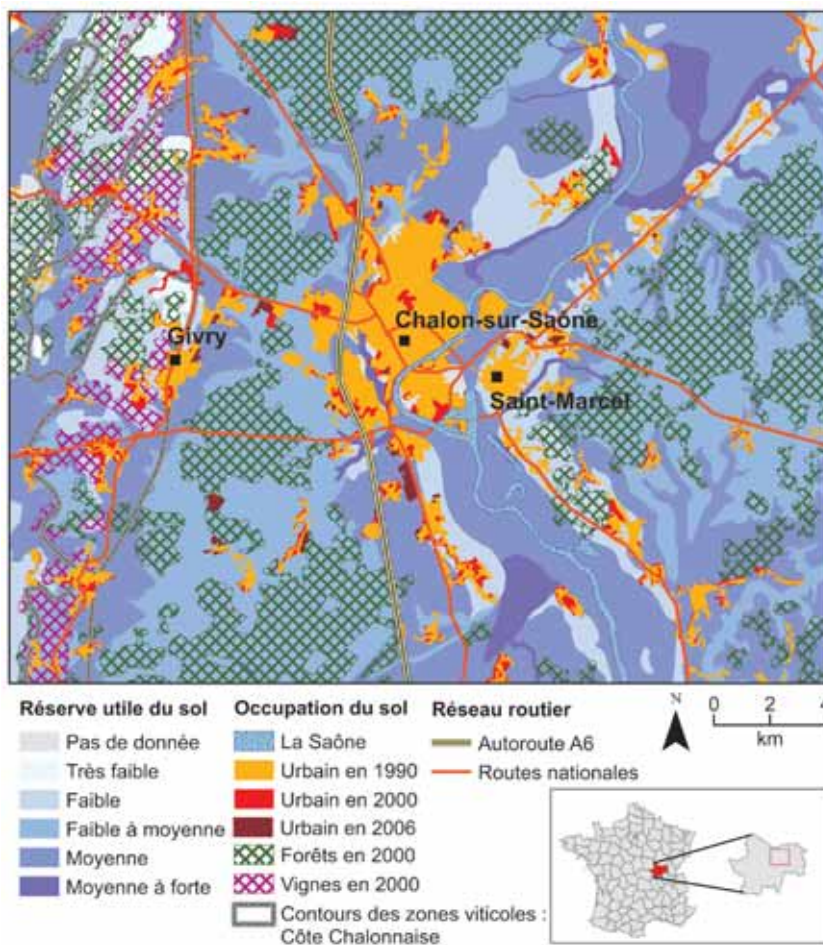 Givry
Chalon-sur-Saône
Saint-Marcel
Réserve utile du sol
Pas de donnée
Très faible
Faible
Faible à moyenne
Moyenne
Moyenne à forte
Occupation du sol
La Saône
Urbain en 1990
Urbain en 2000
Urbain en 2006
Forêts en 2000
Vignes en 2000
Contours des zones viticoles :
Côte Chalonnaise
Réseau routier
Autoroute A6
Routes nationales
N
0 2 4
km